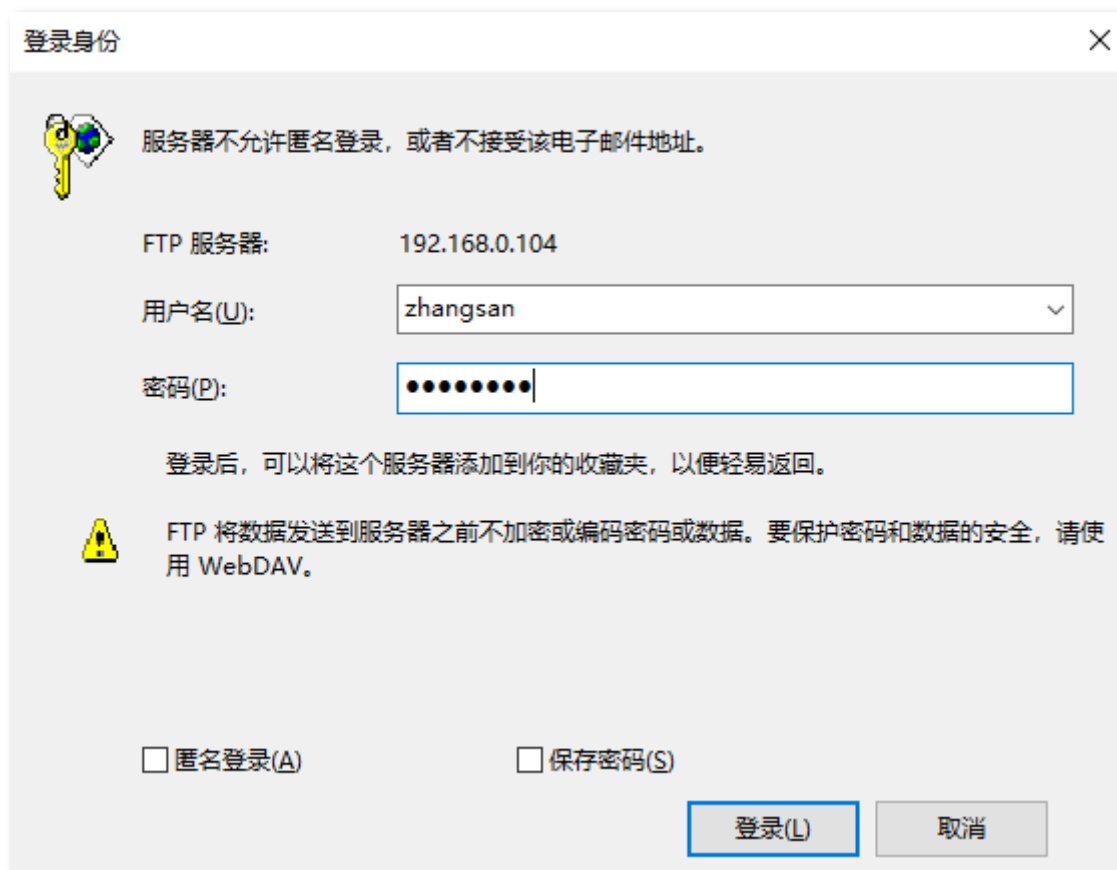 登录身份
服务器不允许匿名登录，或者不接受该电子邮件地址。
FTP 服务器: 192.168.0.104
用户名(U): zhangsan
密码(P): ●●●●●●●●
登录后，可以将这个服务器添加到你的收藏夹，以便轻易返回。
FTP 将数据发送到服务器之前不加密或编码密码或数据。要保护密码和数据的安全，请使
用 WebDAV。
匿名登录(A) 保存密码(S)
登录(L) 取消